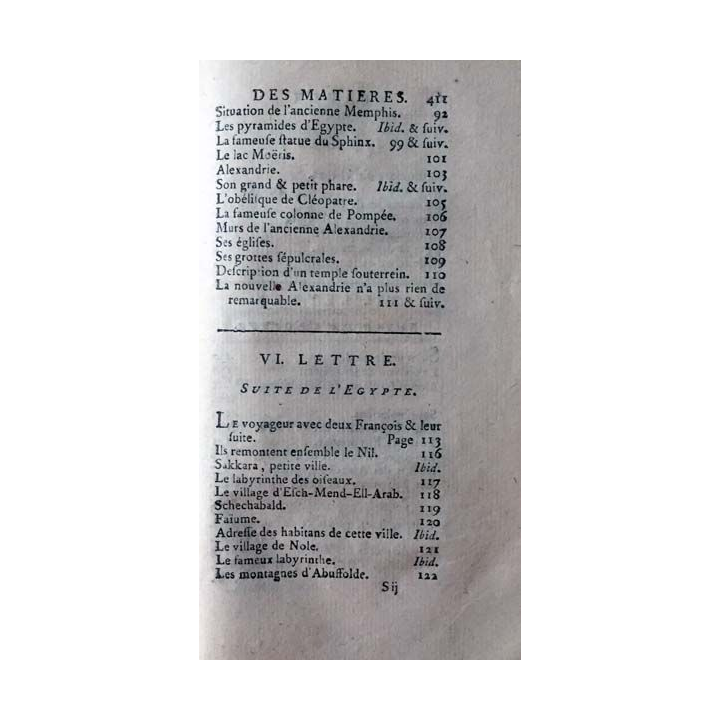 DES MATIERES. 411
Situation de l'ancienne Memphis. 92
Les pyramides d'Egypte. Ibid. & ſuiv.
La fameuſe ſtatue du Sphinx. 99 & ſuiv.
Le lac Moëris. 101
Alexandrie. 103
Son grand & petit phare. Ibid. & ſuiv.
L'obéliſque de Cléopatre. 105
La fameuſe colonne de Pompée. 106
Murs de l'ancienne Alexandrie. 107
Ses égliſes. 108
Ses grottes ſépulcrales. 109
Deſcription d'un temple ſouterrein. 110
La nouvelle Alexandrie n'a plus rien de
remarquable. 111 & ſuiv.
VI. LETTRE.
SUITE DE L'EGYPTE.
LE voyageur avec deux François & leur
ſuite. Page 113
Ils remontent enſemble le Nil. 116
Sakkara, petite ville. Ibid.
Le labyrinthe des oiſeaux. 117
Le village d'Eſch-Mend-Ell-Arab. 118
Schechabald. 119
Faïume. 120
Adreſſe des habitans de cette ville. Ibid.
Le village de Nole. 121
Le fameux labyrinthe. Ibid.
Les montagnes d'Abuffolde. 122
Sij